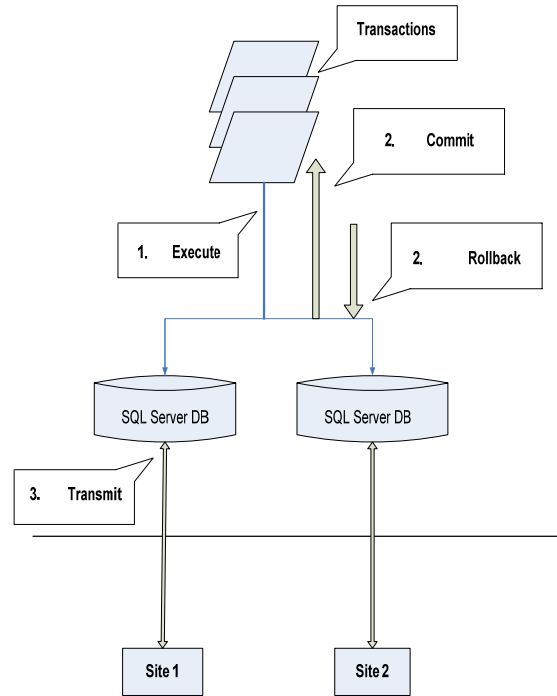 Transactions
2. Commit
1. Execute
2. Rollback
SQL Server DB
SQL Server DB
3. Transmit
Site 1
Site 2